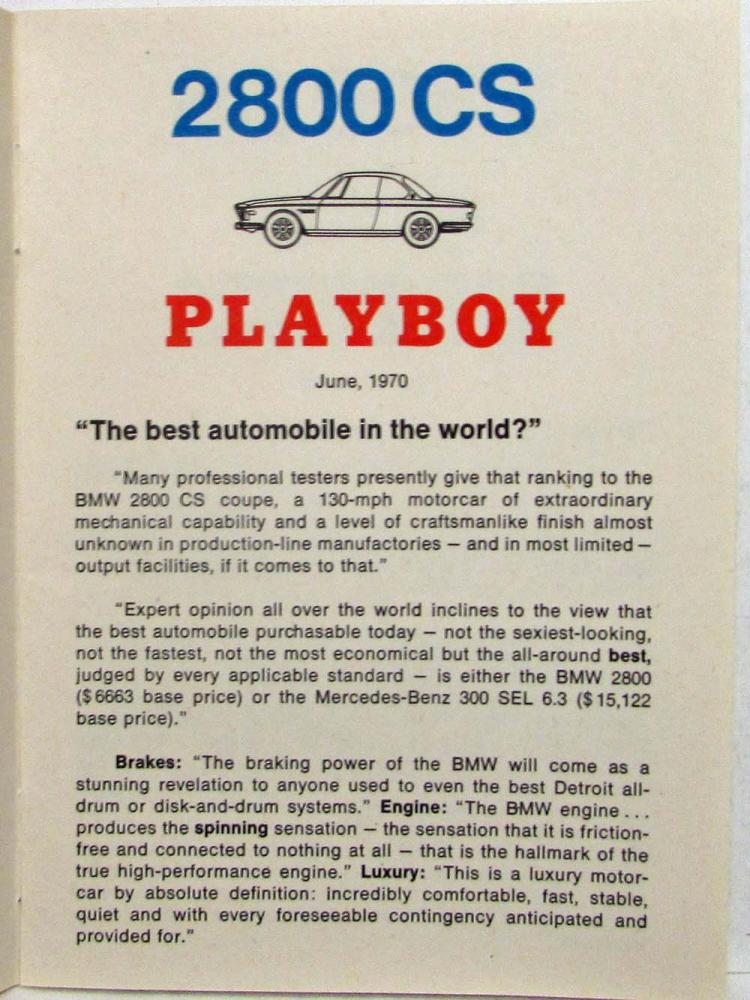 2800 CS
PLAYBOY
June, 1970
“The best automobile in the world?”
“Many professional testers presently give that ranking to the
BMW 2800 CS coupe, a 130-mph motorcar of extraordinary
mechanical capability and a level of craftsmanlike finish almost
unknown in production-line manufactories — and in most limited —
output facilities, if it comes to that.”
“Expert opinion all over the world inclines to the view that
the best automobile purchasable today — not the sexiest-looking,
not the fastest, not the most economical but the all-around best,
judged by every applicable standard — is either the BMW 2800
($6663 base price) or the Mercedes-Benz 300 SEL 6.3 ($15,122
base price).”
Brakes: “The braking power of the BMW will come as a
stunning revelation to anyone used to even the best Detroit all-
drum or disk-and-drum systems.” Engine: “The BMW engine...
produces the spinning sensation — the sensation that it is friction-
free and connected to nothing at all — that is the hallmark of the
true high-performance engine.” Luxury: “This is a luxury motor-
car by absolute definition: incredibly comfortable, fast, stable,
quiet and with every foreseeable contingency anticipated and
provided for.”